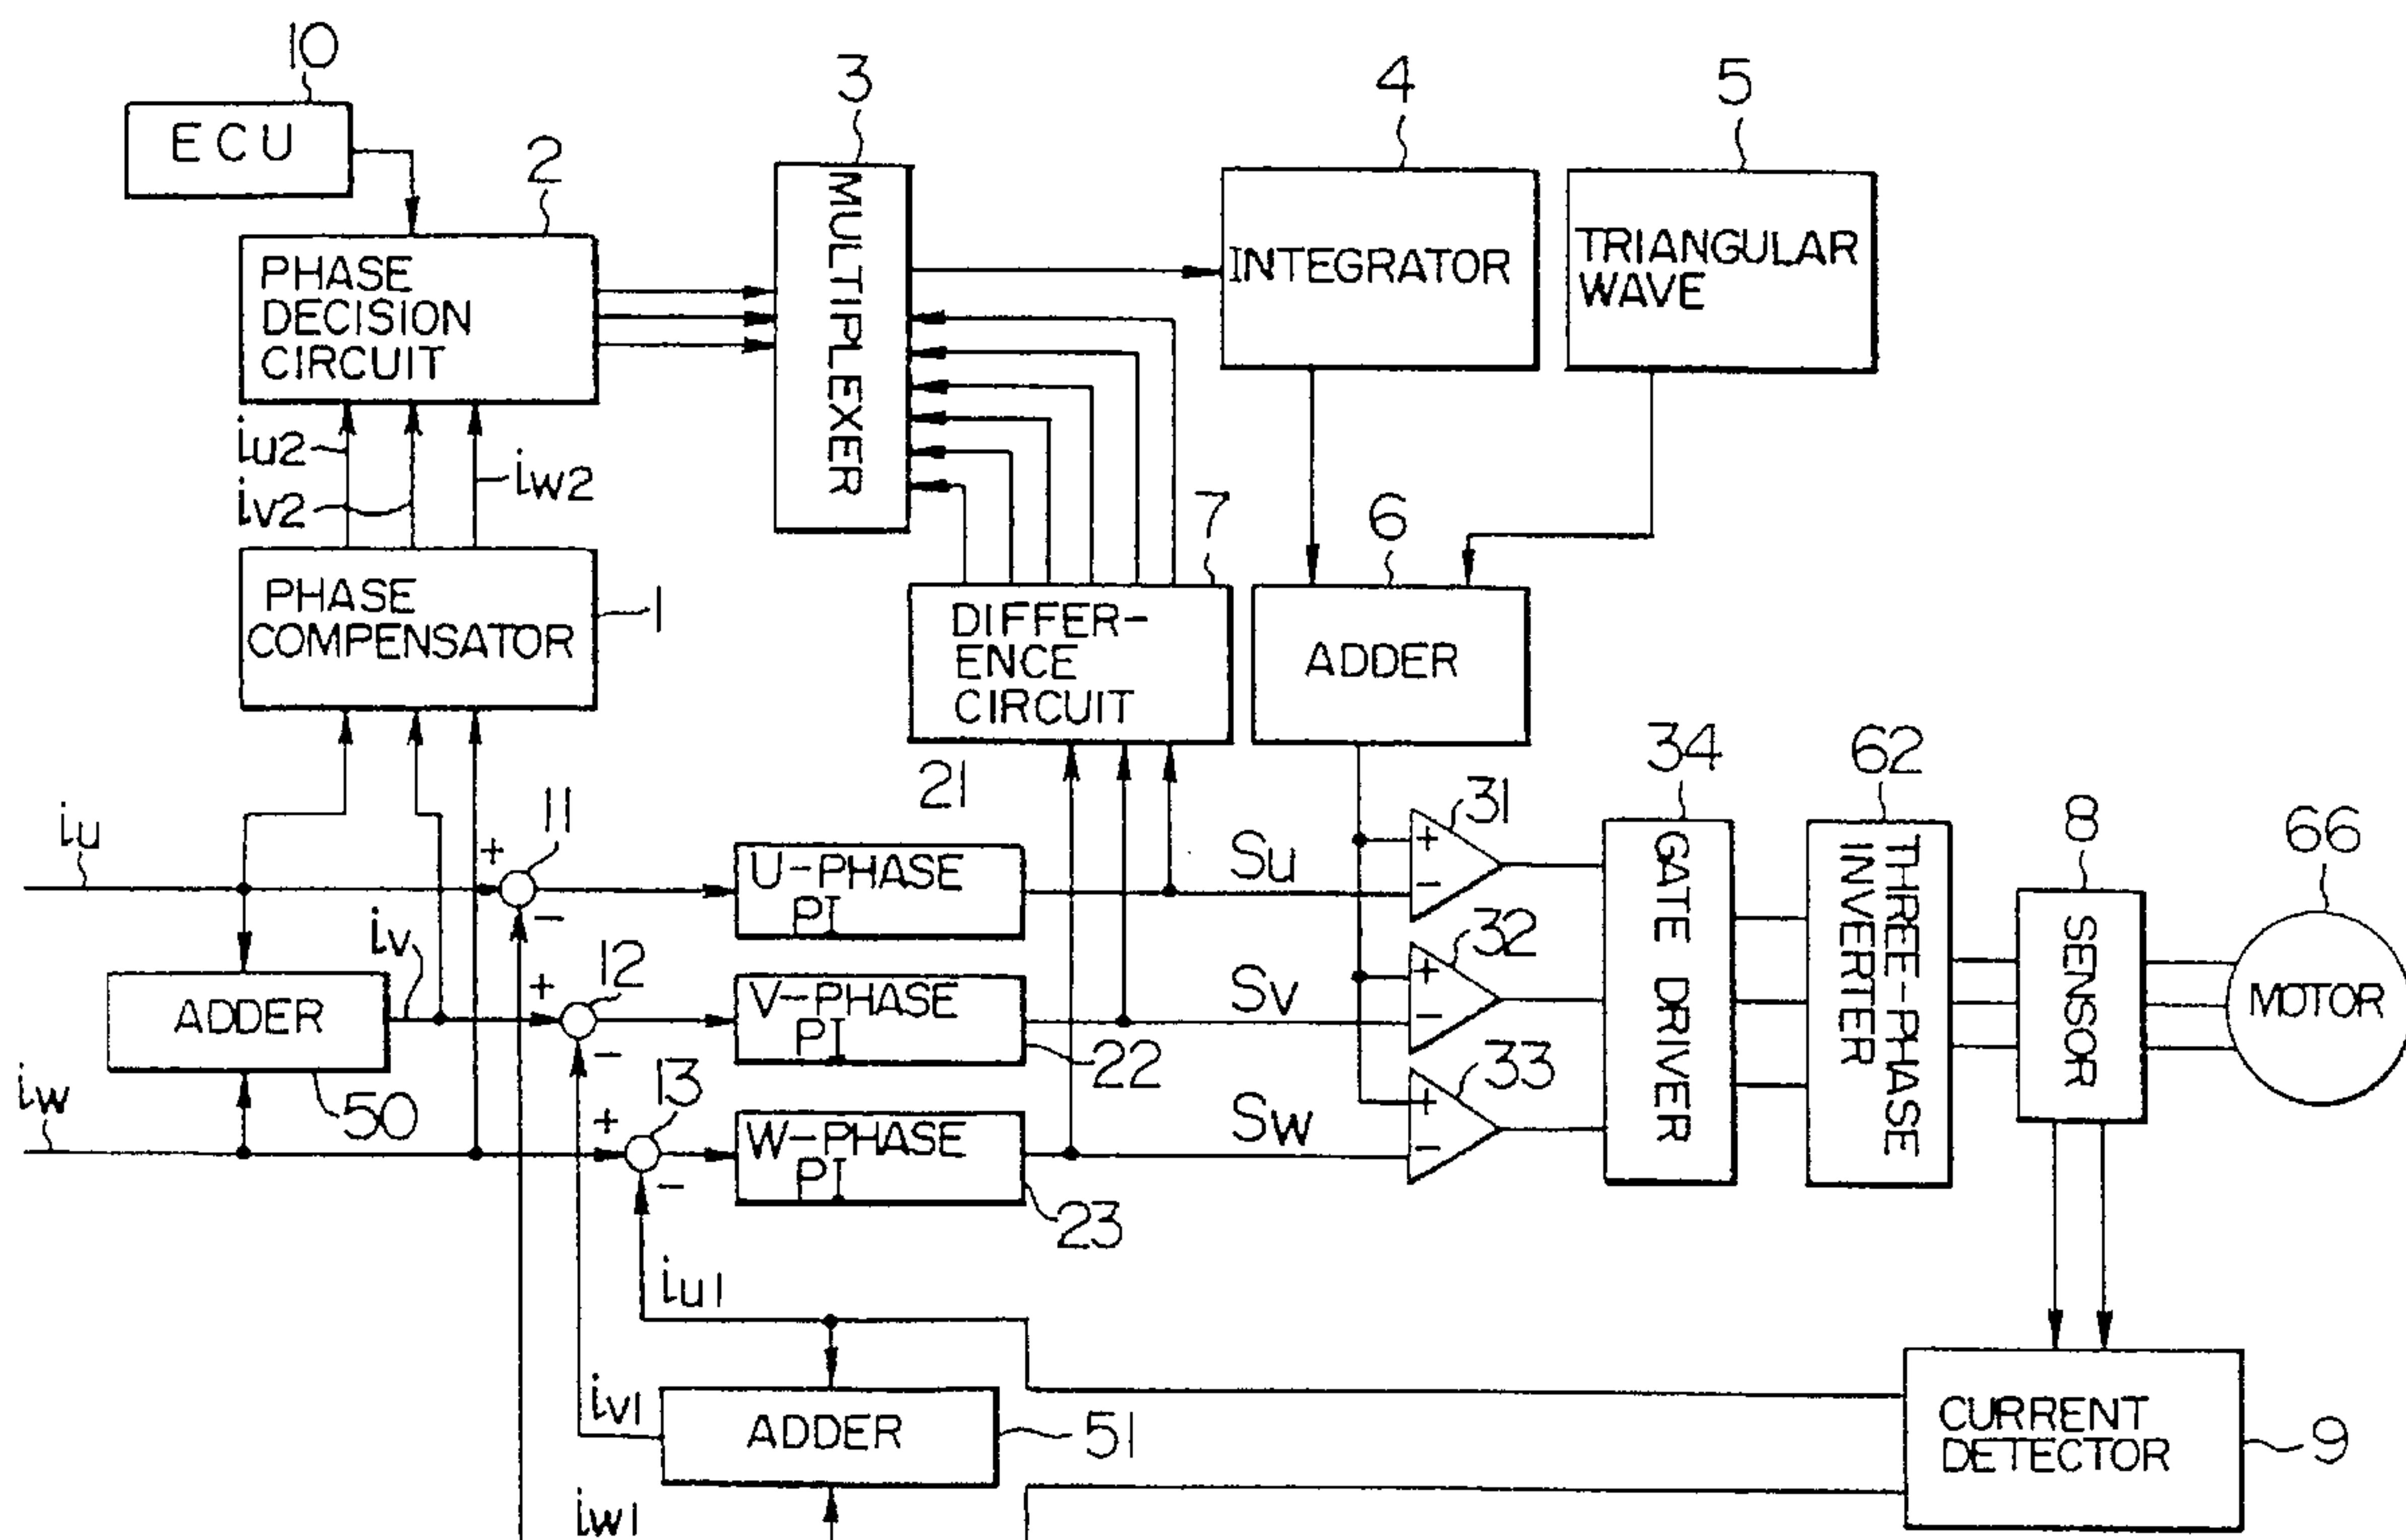 10
ECU
2
PHASE
DECISION
CIRCUIT
3
MULTIPLEXER
4
INTEGRATOR
5
TRIANGULAR
WAVE
iu2
iv2
iw2
PHASE
COMPENSATOR
1
7
DIFFER-
ENCE
CIRCUIT
6
ADDER
21
iu
+
11
-
U-PHASE
PI
Su
+
-
31
34
GATE DRIVER
62
THREE-PHASE
INVERTER
8
SENSOR
66
MOTOR
iv
ADDER
50
+
12
-
V-PHASE
PI
22
Sv
+
-
32
iw
+
13
-
W-PHASE
PI
23
Sw
+
-
33
iu1
iv1
ADDER
51
iw1
CURRENT
DETECTOR
9